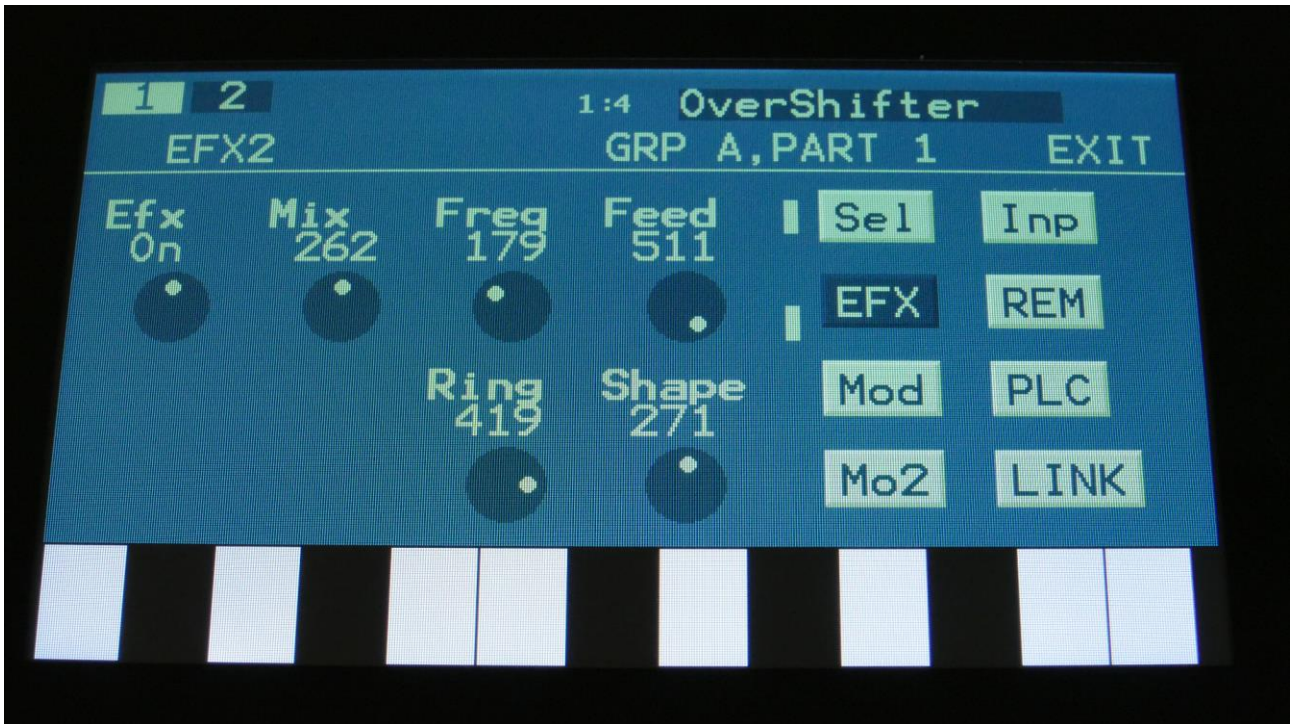 1 2 1:4 OverShifter
EFX2 GRP A,PART 1 EXIT
Efx Mix Freq Feed Sel Inp
On 262 179 511
EFX REM
Ring Shape Mod PLC
419 271
Mo2 LINK